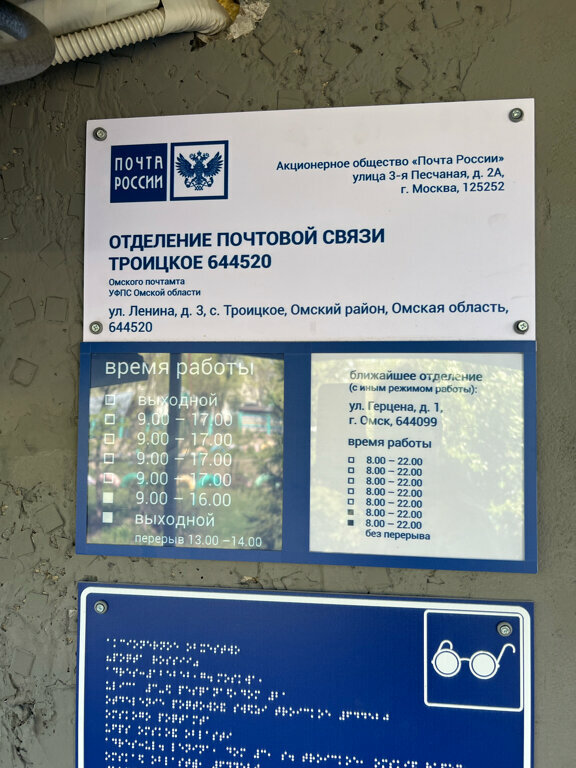 ПОЧТА
РОССИИ
Акционерное общество «Почта России»
улица 3-я Песчаная, д. 2А,
г. Москва, 125252
ОТДЕЛЕНИЕ ПОЧТОВОЙ СВЯЗИ
ТРОИЦКОЕ 644520
Омского почтамта
УФПС Омской области
ул. Ленина, д. 3, с. Троицкое, Омский район, Омская область,
644520
время работы
выходной
9.00 – 17.00
9.00 – 17.00
9.00 – 17.00
9.00 – 17.00
9.00 – 16.00
выходной
перерыв 13.00 –14.00
ближайшее отделение
(с иным режимом работы):
ул. Герцена, д. 1,
г. Омск, 644099
время работы
8.00 – 22.00
8.00 – 22.00
8.00 – 22.00
8.00 – 22.00
8.00 – 22.00
8.00 – 22.00
8.00 – 22.00
без перерыва